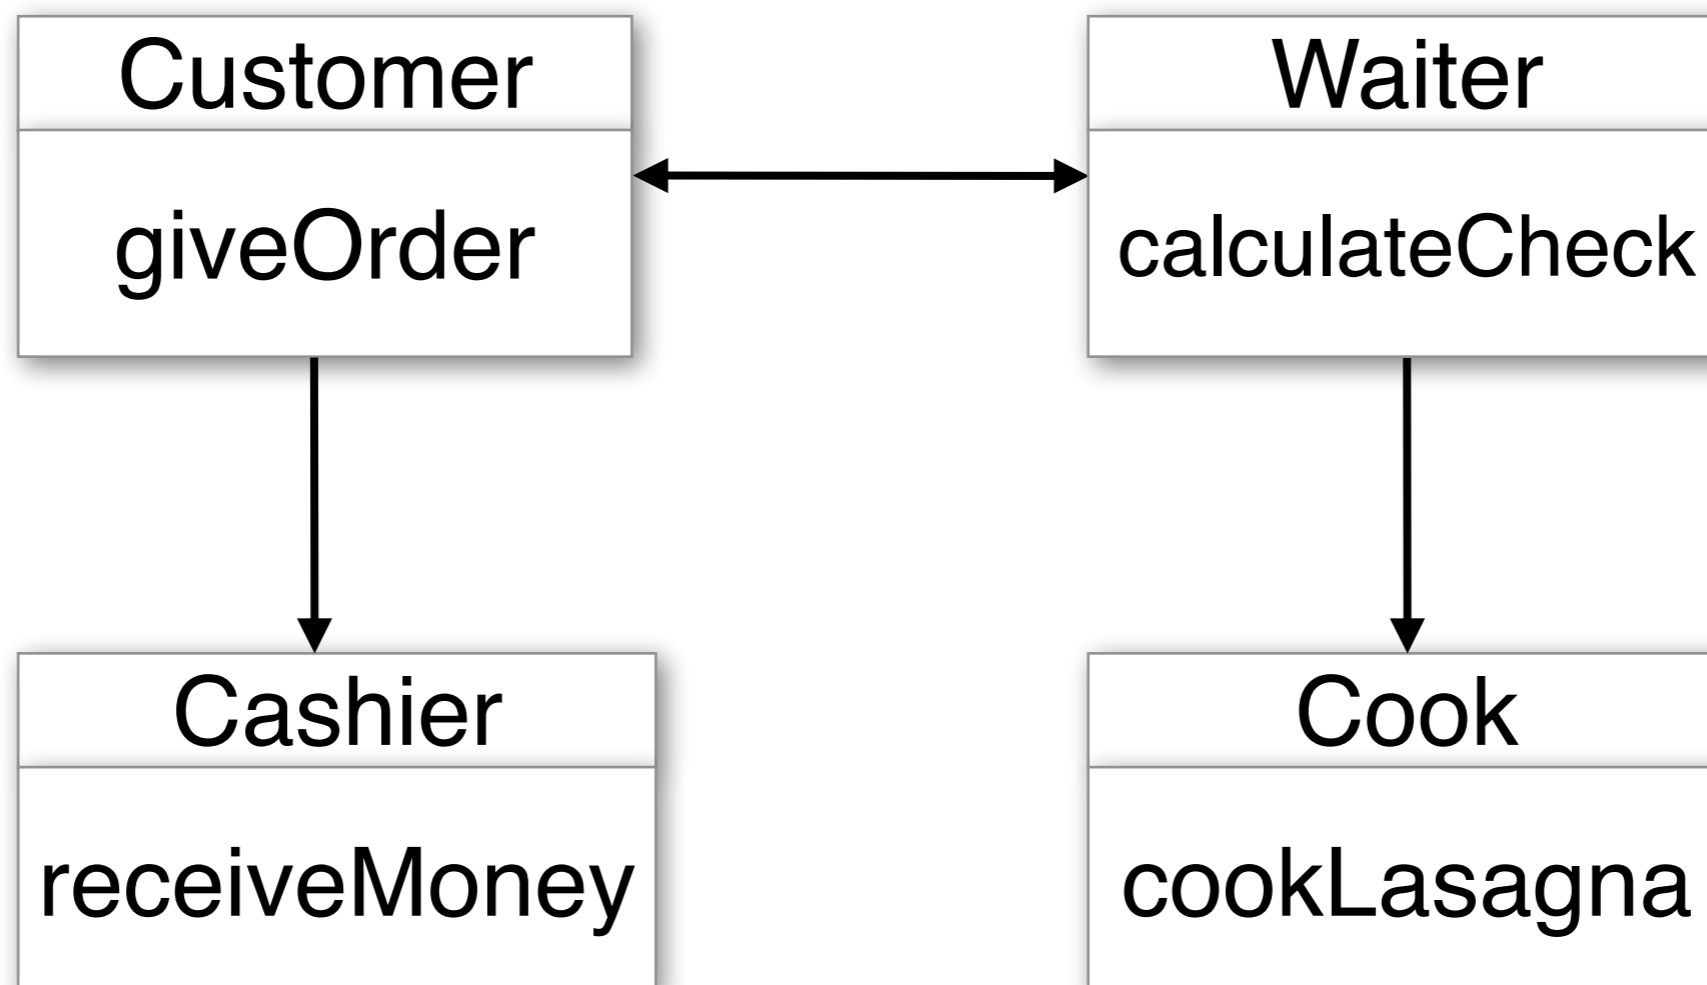 Customer
giveOrder
Waiter
calculateCheck
Cashier
receiveMoney
Cook
cookLasagna